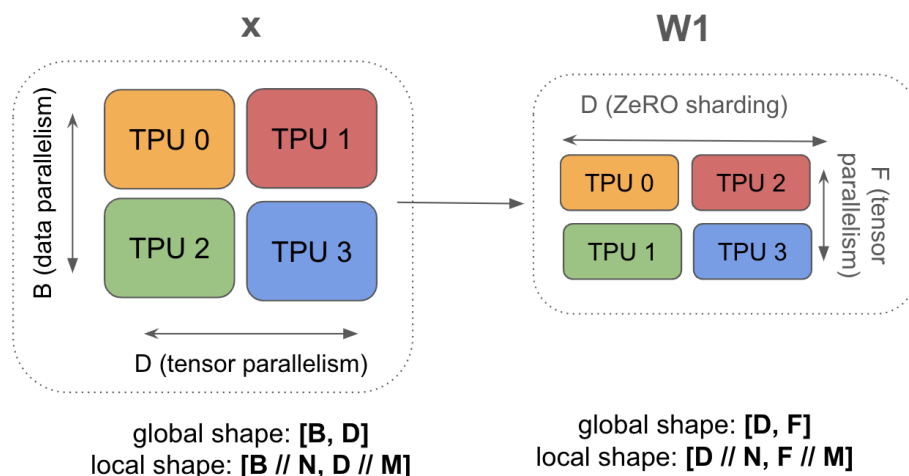 x
B (data parallelism)
TPU 0
TPU 1
TPU 2
TPU 3
D (tensor parallelism)
global shape: [B, D]
local shape: [B // N, D // M]
W1
D (ZeRO sharding)
TPU 0
TPU 2
TPU 1
TPU 3
F (tensor
parallelism)
global shape: [D, F]
local shape: [D // N, F // M]